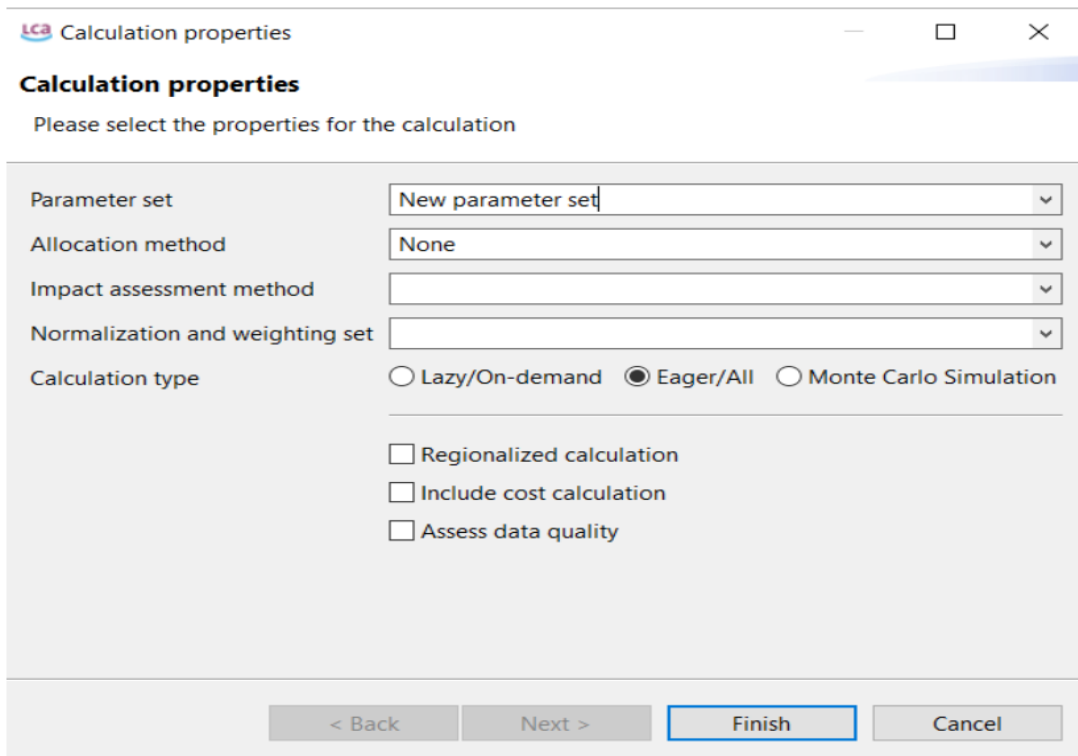 LCA Calculation properties
Calculation properties
Please select the properties for the calculation
Parameter set New parameter set
Allocation method None
Impact assessment method
Normalization and weighting set
Calculation type Lazy/On-demand Eager/All Monte Carlo Simulation
Regionalized calculation
Include cost calculation
Assess data quality
< Back Next > Finish Cancel